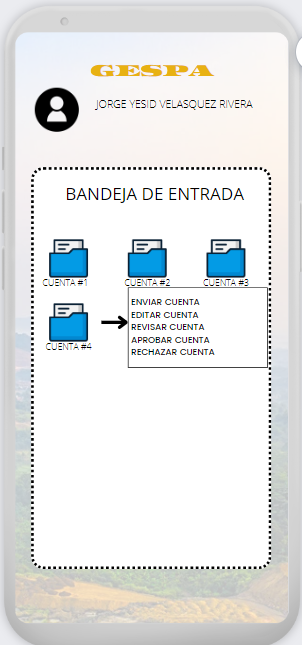 GESPA
JORGE YESID VELASQUEZ RIVERA
BANDEJA DE ENTRADA
CUENTA #1
CUENTA #2
CUENTA #3
CUENTA #4
ENVIAR CUENTA
EDITAR CUENTA
REVISAR CUENTA
APROBAR CUENTA
RECHAZAR CUENTA